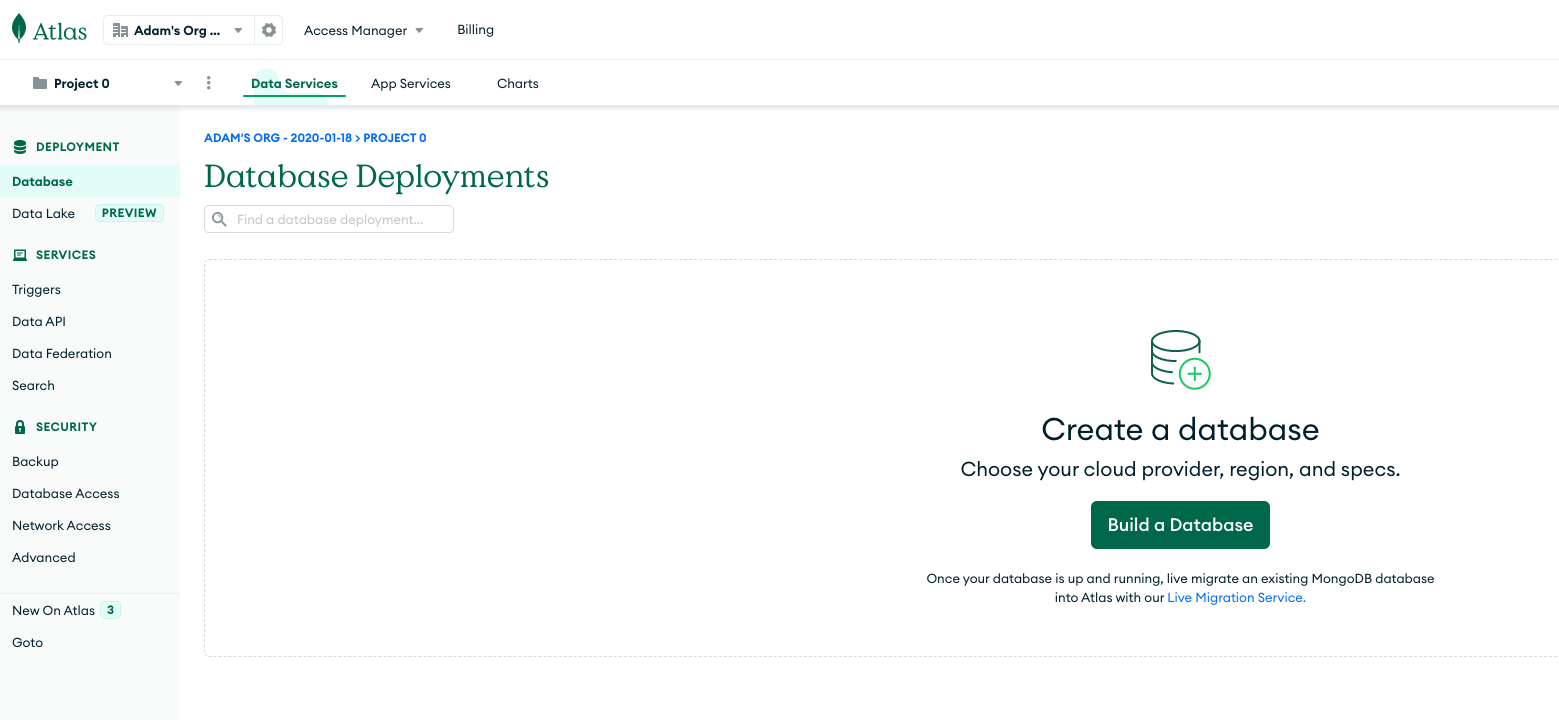 Atlas
Adam's Org ...
Access Manager
Billing
Project 0
Data Services
App Services
Charts
DEPLOYMENT
Database
Data Lake PREVIEW
SERVICES
Triggers
Data API
Data Federation
Search
SECURITY
Backup
Database Access
Network Access
Advanced
New On Atlas 3
Goto
ADAM'S ORG - 2020-01-18 > PROJECT 0
Database Deployments
Find a database deployment...
Create a database
Choose your cloud provider, region, and specs.
Build a Database
Once your database is up and running, live migrate an existing MongoDB database
into Atlas with our Live Migration Service.